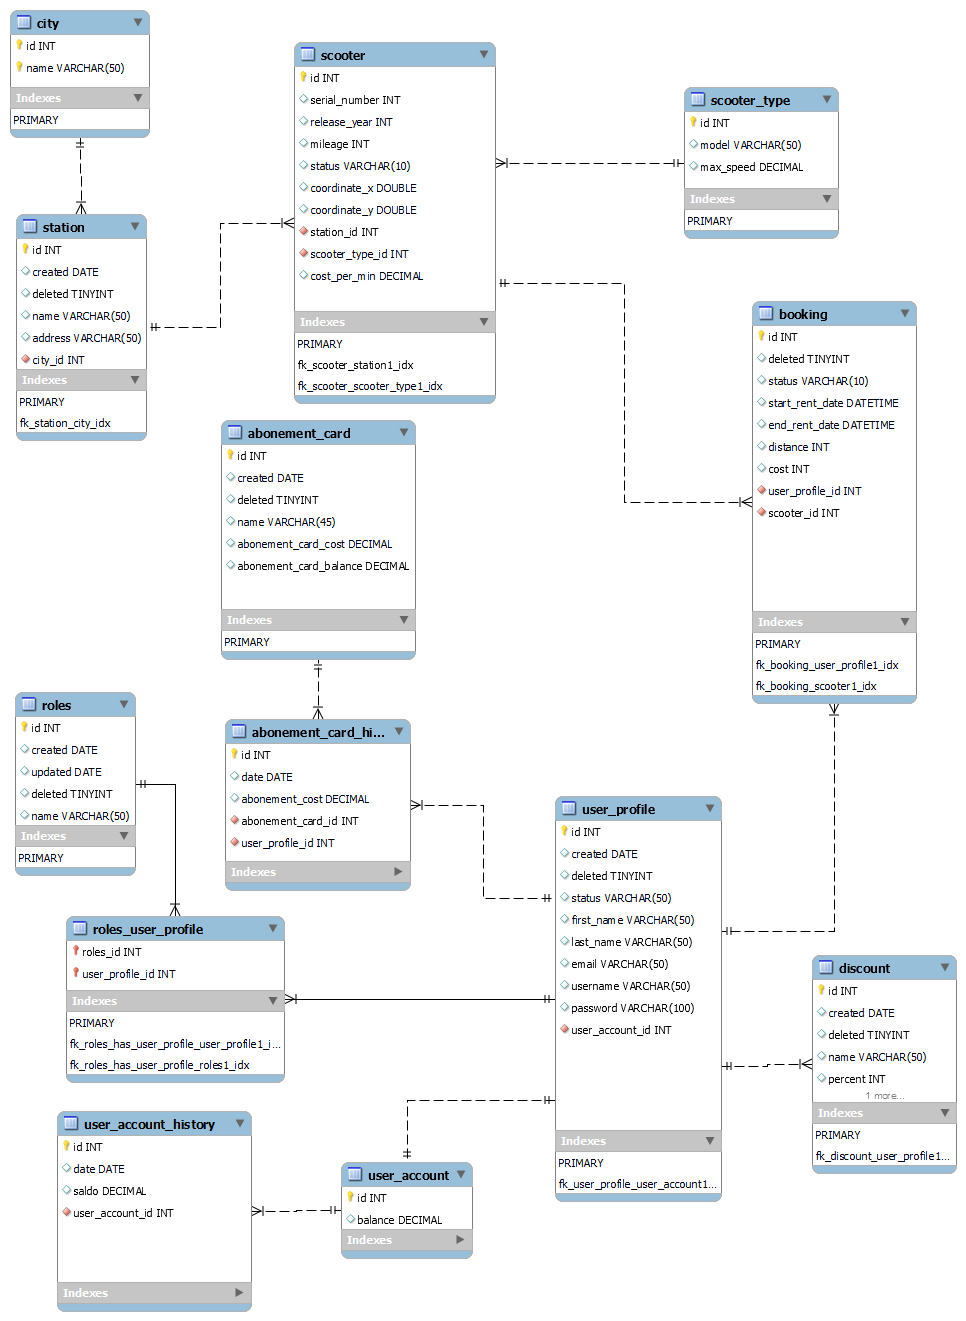 city
id INT
name VARCHAR(50)
Indexes
PRIMARY
scooter
id INT
serial_number INT
release_year INT
mileage INT
status VARCHAR(10)
coordinate_x DOUBLE
coordinate_y DOUBLE
station_id INT
scooter_type_id INT
cost_per_min DECIMAL
Indexes
PRIMARY
fk_scooter_station1_idx
fk_scooter_scooter_type1_idx
scooter_type
id INT
model VARCHAR(50)
max_speed DECIMAL
Indexes
PRIMARY
station
id INT
created DATE
deleted TINYINT
name VARCHAR(50)
address VARCHAR(50)
city_id INT
Indexes
PRIMARY
fk_station_city_idx
booking
id INT
deleted TINYINT
status VARCHAR(10)
start_rent_date DATETIME
end_rent_date DATETIME
distance INT
cost INT
user_profile_id INT
scooter_id INT
Indexes
PRIMARY
fk_booking_user_profile1_idx
fk_booking_scooter1_idx
abonement_card
id INT
created DATE
deleted TINYINT
name VARCHAR(45)
abonement_card_cost DECIMAL
abonement_card_balance DECIMAL
Indexes
PRIMARY
roles
id INT
created DATE
updated DATE
deleted TINYINT
name VARCHAR(50)
Indexes
PRIMARY
abonement_card_hi...
id INT
date DATE
abonement_cost DECIMAL
abonement_card_id INT
user_profile_id INT
Indexes
user_profile
id INT
created DATE
deleted TINYINT
status VARCHAR(50)
first_name VARCHAR(50)
last_name VARCHAR(50)
email VARCHAR(50)
username VARCHAR(50)
password VARCHAR(100)
user_account_id INT
Indexes
PRIMARY
fk_user_profile_user_account1...
roles_user_profile
roles_id INT
user_profile_id INT
Indexes
PRIMARY
fk_roles_has_user_profile_user_profile1_i...
fk_roles_has_user_profile_roles1_idx
discount
id INT
created DATE
deleted TINYINT
name VARCHAR(50)
percent INT
1 more...
Indexes
PRIMARY
fk_discount_user_profile1...
user_account_history
id INT
date DATE
saldo DECIMAL
user_account_id INT
Indexes
user_account
id INT
balance DECIMAL
Indexes